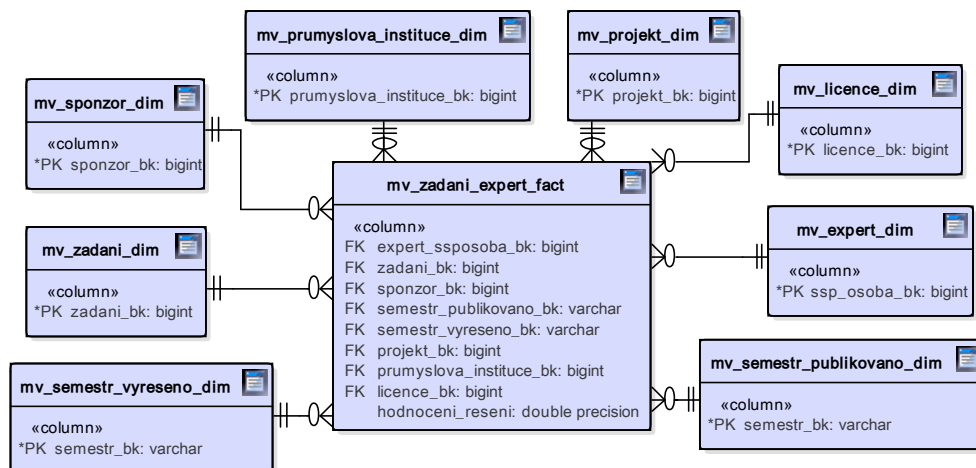 mv_prumyslova_instituce_dim
«column»
*PK prumyslova_instituce_bk: bigint
mv_projekt_dim
«column»
*PK projekt_bk: bigint
mv_sponzor_dim
«column»
*PK sponzor_bk: bigint
mv_licence_dim
«column»
*PK licence_bk: bigint
mv_zadani_expert_fact
«column»
FK expert_ssposoba_bk: bigint
FK zadani_bk: bigint
FK sponzor_bk: bigint
FK semestr_publikovano_bk: varchar
FK semestr_vyreseno_bk: varchar
FK projekt_bk: bigint
FK prumyslova_instituce_bk: bigint
FK licence_bk: bigint
hodnoceni_reseni: double precision
mv_zadani_dim
«column»
*PK zadani_bk: bigint
mv_expert_dim
«column»
*PK ssp_osoba_bk: bigint
mv_semestr_vyreseno_dim
«column»
*PK semestr_bk: varchar
mv_semestr_publikovano_dim
«column»
*PK semestr_bk: varchar